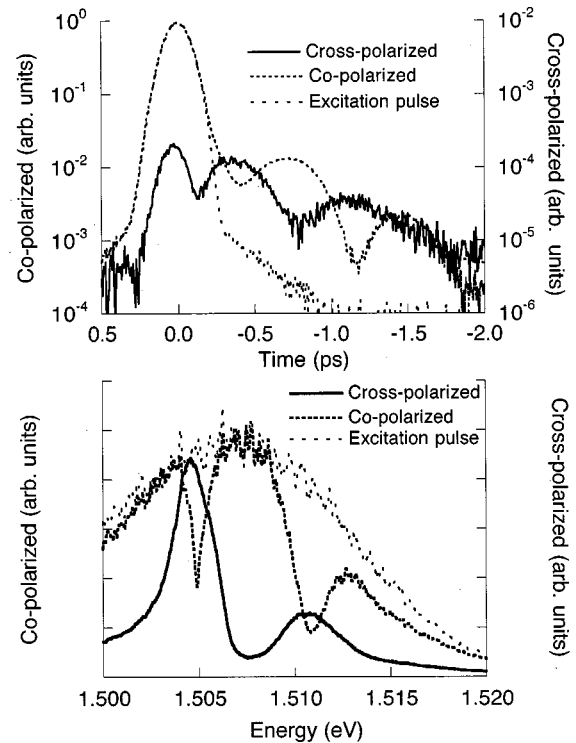 Cross-polarized
Co-polarized
Excitation pulse
Co-polarized (arb. units)
Cross-polarized (arb. units)
10^0
10^-1
10^-2
10^-3
10^-4
10^-2
10^-3
10^-4
10^-5
10^-6
0.5 0.0 -0.5 -1.0 -1.5 -2.0
Time (ps)
Cross-polarized
Co-polarized
Excitation pulse
Co-polarized (arb. units)
Cross-polarized (arb. units)
1.500 1.505 1.510 1.515 1.520
Energy (eV)